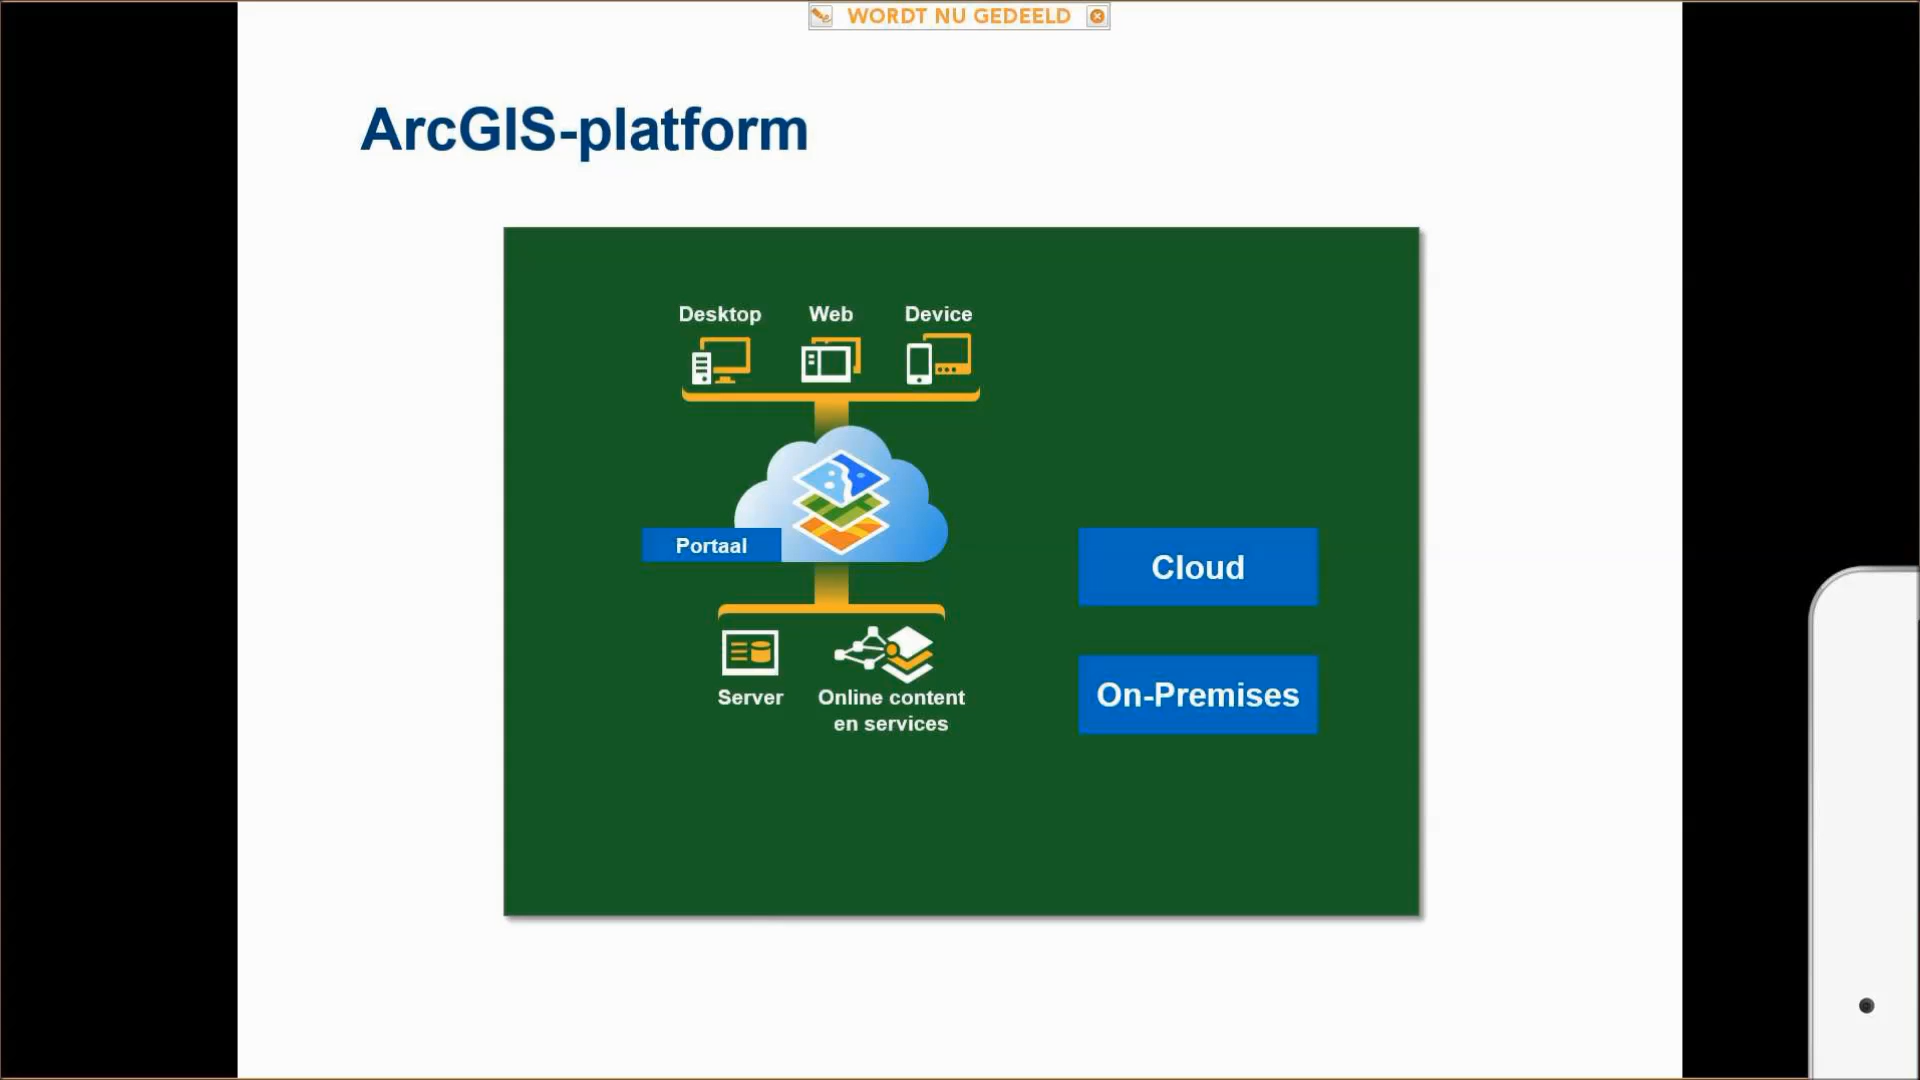 WORDT NU GEDEELD
ArcGIS-platform
Desktop Web Device
Portaal
Cloud
On-Premises
Server Online content
en services